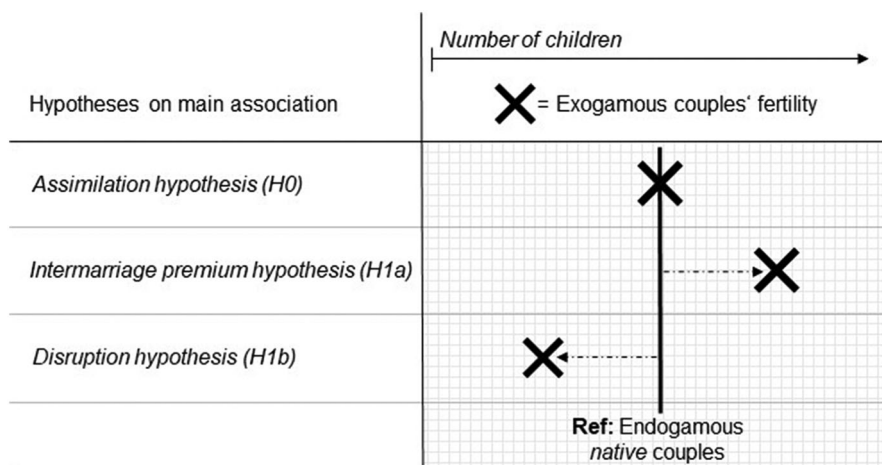 Number of children
Hypotheses on main association
= Exogamous couples‘ fertility
Assimilation hypothesis (H0)
Intermarriage premium hypothesis (H1a)
Disruption hypothesis (H1b)
Ref: Endogamous
native couples